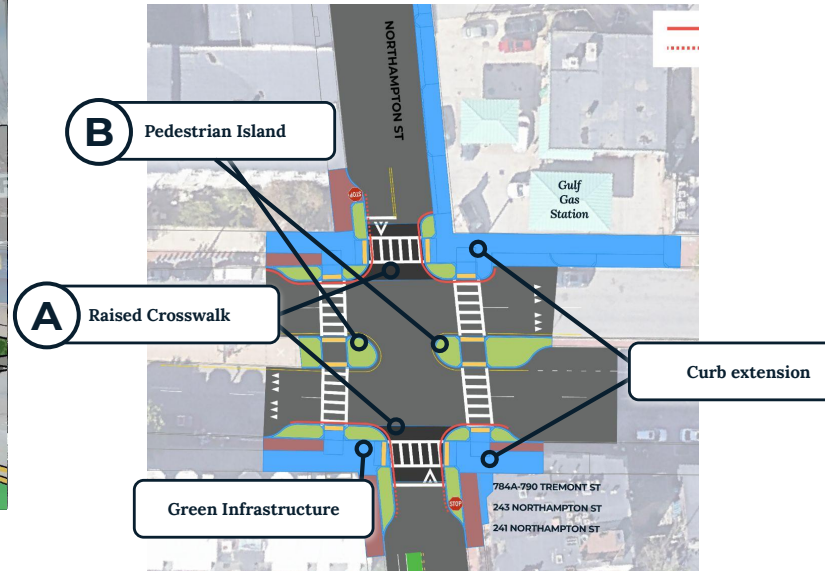 NORTHAMPTON ST
B
Pedestrian Island
STOP
Gulf
Gas
Station
A
Raised Crosswalk
Curb extension
784A-790 TREMONT ST
Green Infrastructure
STOP
243 NORTHAMPTON ST
241 NORTHAMPTON ST